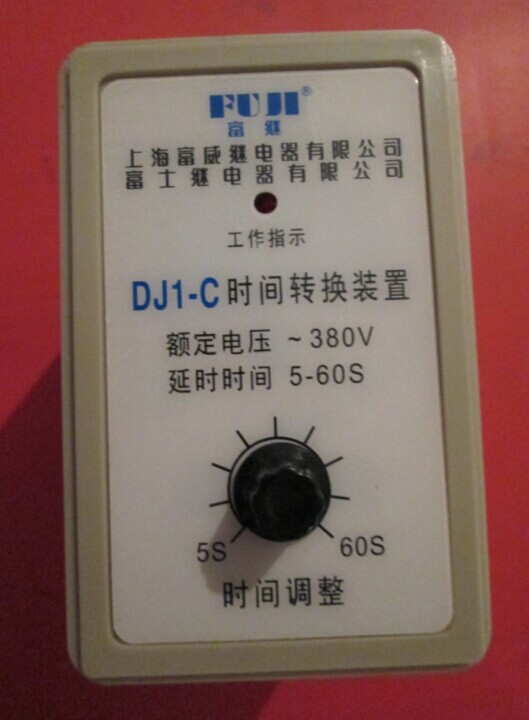 FUJI®
富继
上海富威继电器有限公司
富士继电器有限公司
工作指示
DJ1-C时间转换装置
额定电压 ~380V
延时时间 5-60S
5S 60S
时间调整